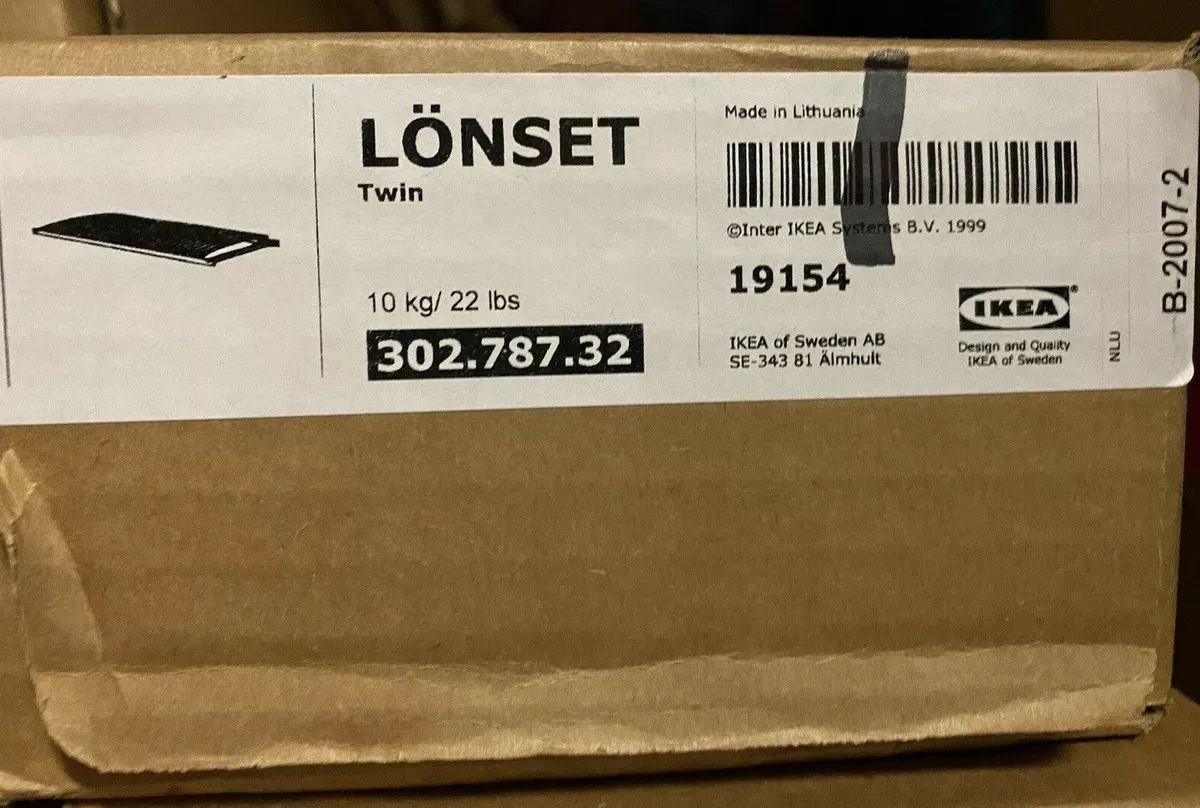 LÖNSET
Twin
10 kg/ 22 lbs
302.787.32
Made in Lithuania
©Inter IKEA Systems B.V. 1999
19154
IKEA of Sweden AB
SE-343 81 Älmhult
IKEA®
Design and Quality
IKEA of Sweden
NLU
B-2007-2